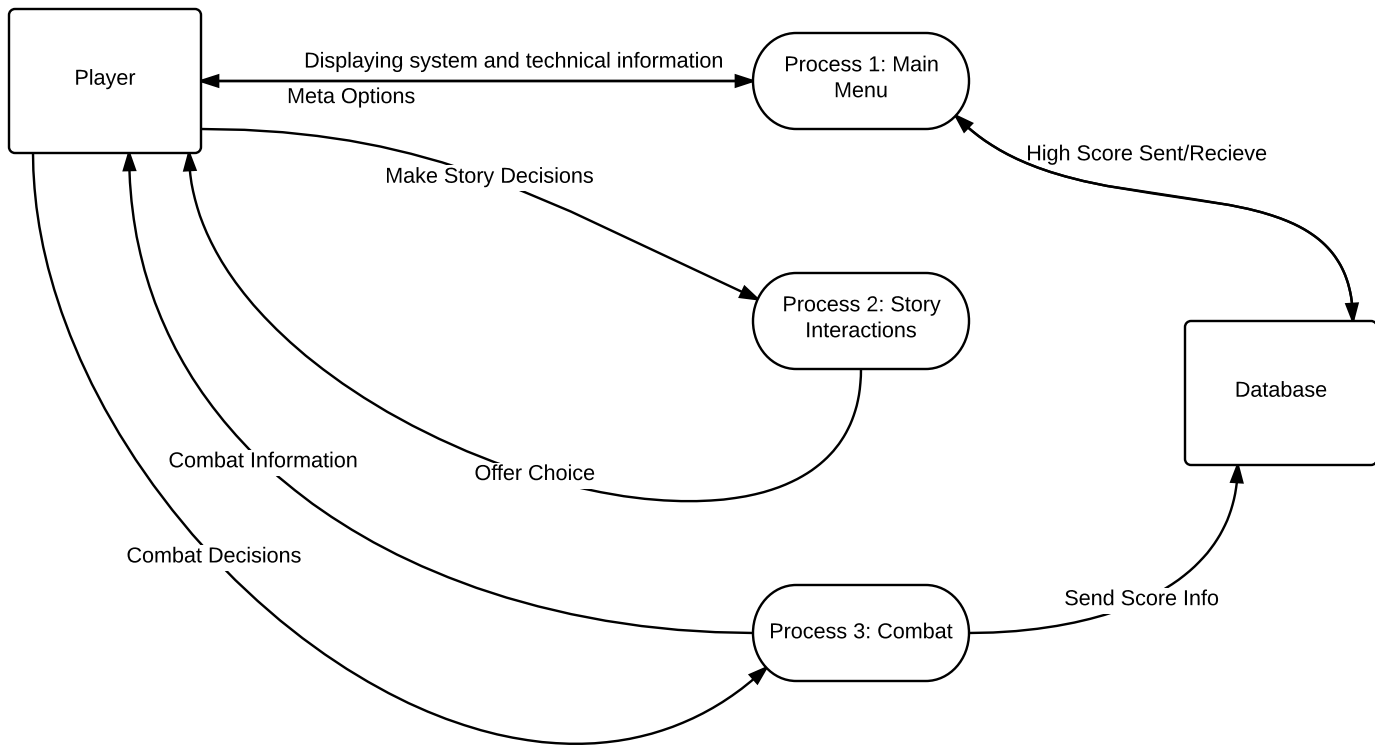 Player
Displaying system and technical information
Meta Options
Process 1: Main
Menu
High Score Sent/Recieve
Make Story Decisions
Process 2: Story
Interactions
Database
Combat Information
Offer Choice
Combat Decisions
Send Score Info
Process 3: Combat